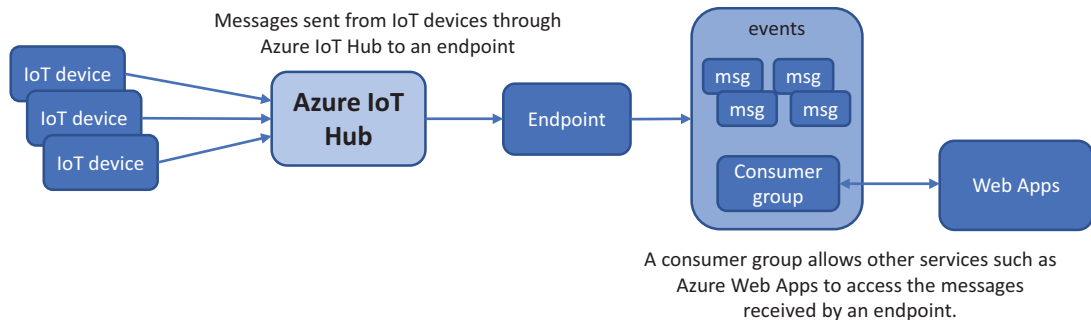 Messages sent from IoT devices through
Azure IoT Hub to an endpoint
IoT device
IoT device
IoT device
Azure IoT
Hub
Endpoint
events
msg
msg
msg
msg
Consumer
group
Web Apps
A consumer group allows other services such as
Azure Web Apps to access the messages
received by an endpoint.